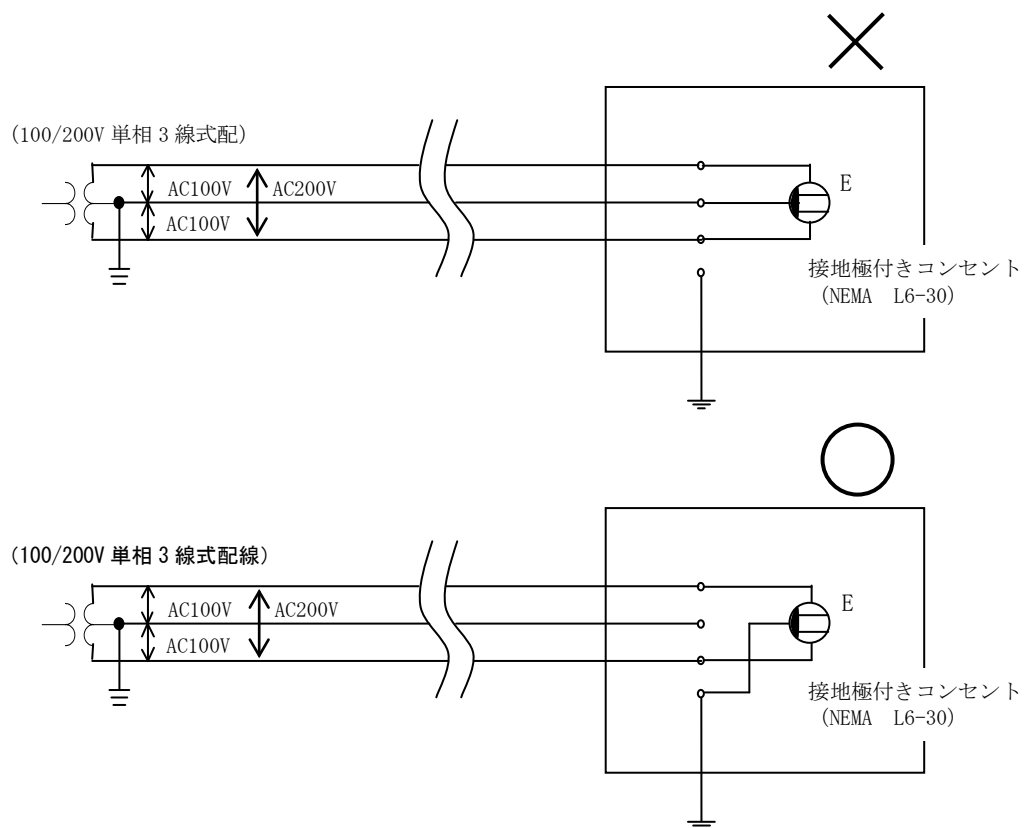 (100/200V 単相 3 線式配)
AC100V
AC200V
AC100V
E
接地極付きコンセント
(NEMA　L6-30)
(100/200V 単相 3 線式配線)
AC100V
AC200V
AC100V
E
接地極付きコンセント
(NEMA　L6-30)